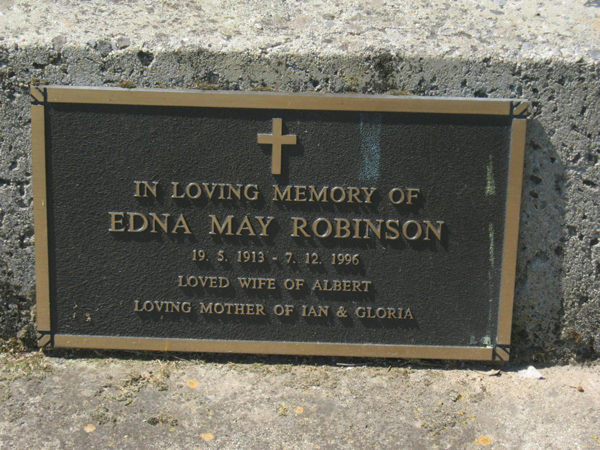 IN LOVING MEMORY OF
EDNA MAY ROBINSON
19. 5. 1913 - 7. 12. 1996
LOVED WIFE OF ALBERT
LOVING MOTHER OF IAN & GLORIA